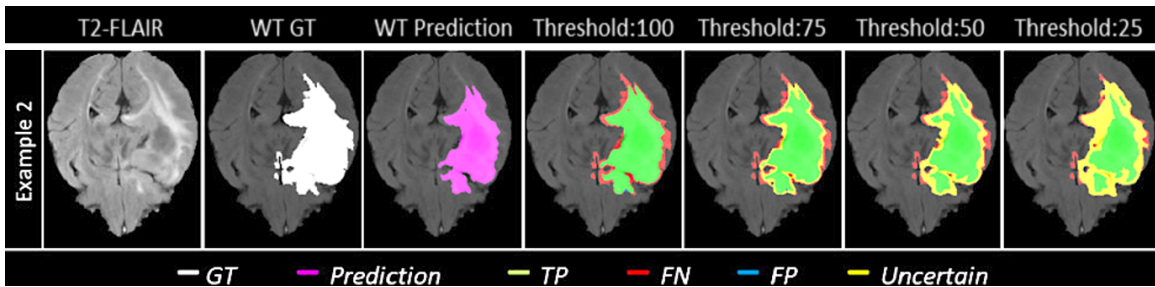 T2-FLAIR WT GT WT Prediction Threshold:100 Threshold:75 Threshold:50 Threshold:25
Example 2
GT Prediction TP FN FP Uncertain